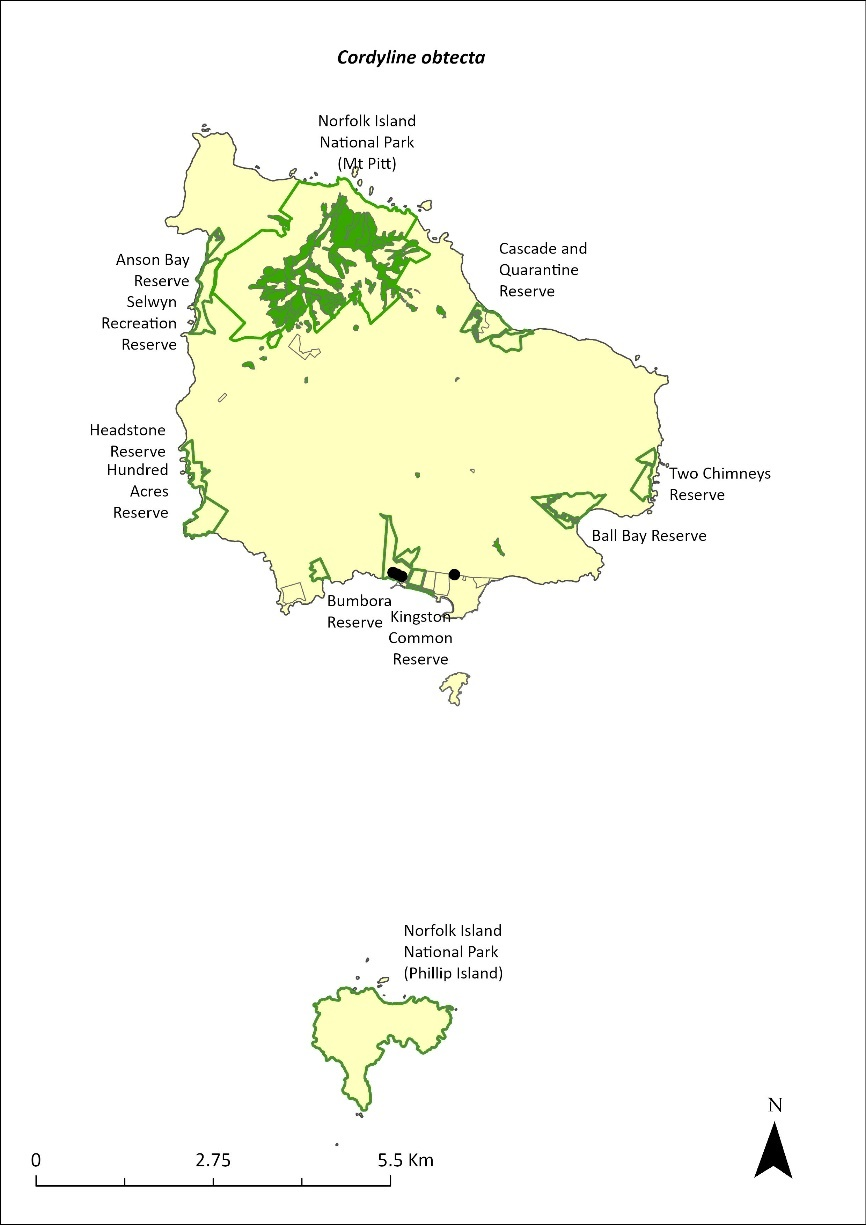 Cordyline obtecta
Norfolk Island
National Park
(Mt Pitt)
Cascade and
Quarantine
Reserve
Anson Bay
Reserve
Selwyn
Recreation
Reserve
Headstone
Reserve
Hundred
Acres
Reserve
Two Chimneys
Reserve
Ball Bay Reserve
Bumbora
Reserve
Kingston
Common
Reserve
Norfolk Island
National Park
(Phillip Island)
N
0 2.75 5.5 Km